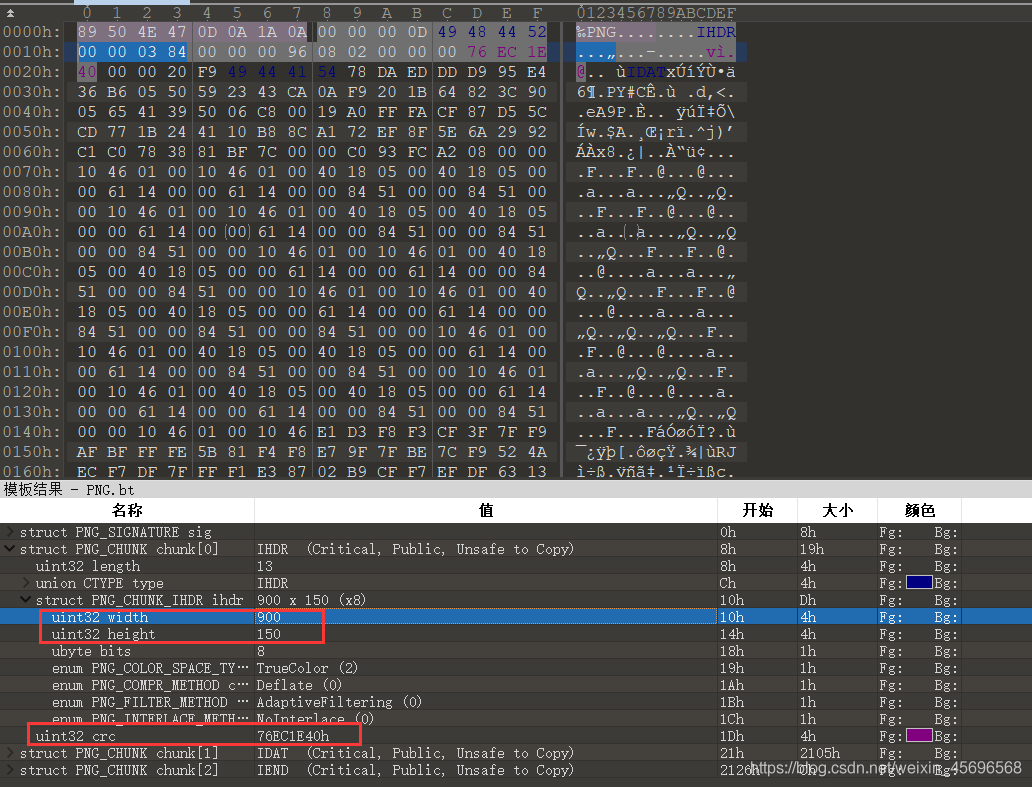 0 1 2 3 4 5 6 7 8 9 A B C D E F 0123456789ABCDEF
0000h: 89 50 4E 47 0D 0A 1A 0A 00 00 00 0D 49 48 44 52 %PNG........IHDR
0010h: 00 00 03 84 00 00 00 96 08 02 00 00 00 76 EC 1E ...„...–.....vì.
0020h: 40 00 00 20 F9 49 44 41 54 78 DA ED DD D9 95 E4 @.. ùIDATxÚíÝÙ•ä
0030h: 36 B6 05 50 59 23 43 CA 0A F9 20 1B 64 82 3C 90 6¶.PY#CÊ.ù .d‚<.
0040h: 05 65 41 39 50 06 C8 00 19 A0 FF FA CF 87 D5 5C .eA9P.È.. ÿúÏ‡Õ\
0050h: CD 77 1B 24 41 10 B8 8C A1 72 EF 8F 5E 6A 29 92 Íw.$A.¸Œ¡rï.^j)’
0060h: C1 C0 78 38 81 BF 7C 00 00 C0 93 FC A2 08 00 00 ÁÀx8.¿|..À“ü¢...
0070h: 10 46 01 00 10 46 01 00 40 18 05 00 40 18 05 00 .F...F..@...@...
0080h: 00 61 14 00 00 61 14 00 00 84 51 00 00 84 51 00 .a...a...„Q..„Q.
0090h: 00 10 46 01 00 10 46 01 00 40 18 05 00 40 18 05 ..F...F..@...@..
00A0h: 00 00 61 14 00 00 61 14 00 00 84 51 00 00 84 51 ..a...a...„Q..„Q
00B0h: 00 00 84 51 00 00 10 46 01 00 10 46 01 00 40 18 ..„Q...F...F..@.
00C0h: 05 00 40 18 05 00 00 61 14 00 00 61 14 00 00 84 ..@....a...a...„
00D0h: 51 00 00 84 51 00 00 10 46 01 00 10 46 01 00 40 Q..„Q...F...F..@
00E0h: 18 05 00 40 18 05 00 00 61 14 00 00 61 14 00 00 ...@....a...a...
00F0h: 84 51 00 00 84 51 00 00 84 51 00 00 10 46 01 00 „Q..„Q..„Q...F..
0100h: 10 46 01 00 40 18 05 00 40 18 05 00 00 61 14 00 .F..@...@....a..
0110h: 00 61 14 00 00 84 51 00 00 84 51 00 00 10 46 01 .a...„Q..„Q...F.
0120h: 00 10 46 01 00 40 18 05 00 40 18 05 00 00 61 14 ..F..@...@....a.
0130h: 00 00 61 14 00 00 61 14 00 00 84 51 00 00 84 51 ..a...a...„Q..„Q
0140h: 00 00 10 46 01 00 10 46 E1 D3 F8 F3 CF 3F 7F F9 ...F...FáÓøóÏ?.ù
0150h: AF BF FF FE 5B 81 F4 F8 E7 9F 7F BE 7C F9 52 4A ¯¿ÿþ[.ôøçŸ.¾|ùRJ
0160h: EC F7 DF 7F FF F1 E3 87 02 B9 CF F7 EF DF 63 13 ì÷ß.ÿñã‡.¹Ï÷ïßc.
模板结果 - PNG.bt
名称 值 开始 大小 颜色
struct PNG_SIGNATURE sig 0h 8h Fg: Bg:
struct PNG_CHUNK chunk[0] IHDR (Critical, Public, Unsafe to Copy) 8h 19h Fg: Bg:
uint32 length 13 8h 4h Fg: Bg:
union CTYPE type IHDR Ch 4h Fg: Bg:
struct PNG_CHUNK_IHDR ihdr 900 x 150 (x8) 10h Dh Fg: Bg:
uint32 width 900 10h 4h Fg: Bg:
uint32 height 150 14h 4h Fg: Bg:
ubyte bits 8 18h 1h Fg: Bg:
enum PNG_COLOR_SPACE_TY… TrueColor (2) 19h 1h Fg: Bg:
enum PNG_COMPR_METHOD c… Deflate (0) 1Ah 1h Fg: Bg:
enum PNG_FILTER_METHOD … AdaptiveFiltering (0) 1Bh 1h Fg: Bg:
enum PNG_INTERLACE_METH… NoInterlace (0) 1Ch 1h Fg: Bg:
uint32 crc 76EC1E40h 1Dh 4h Fg: Bg:
struct PNG_CHUNK chunk[1] IDAT (Critical, Public, Unsafe to Copy) 21h 2105h Fg: Bg:
struct PNG_CHUNK chunk[2] IEND (Critical, Public, Unsafe to Copy) 2126h Fg: Bg:
https://blog.csdn.net/weixin_45696568